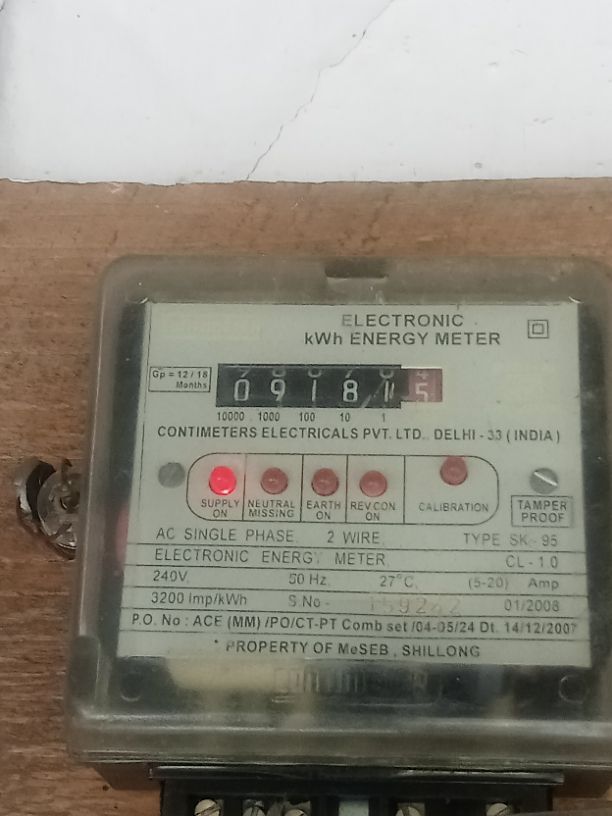 ELECTRONIC
kWh ENERGY METER
Gp = 12 / 18
Months
0 9 1 8 1 5
10000 1000 100 10 1
CONTIMETERS ELECTRICALS PVT. LTD. DELHI - 33 ( INDIA )
SUPPLY ON
NEUTRAL MISSING
EARTH ON
REV CON ON
CALIBRATION
TAMPER PROOF
AC SINGLE PHASE. 2 WIRE, TYPE SK - 95
ELECTRONIC ENERGY METER, CL - 1.0
240V, 50 Hz, 27°C, (5-20) Amp
3200 Imp/kWh S.No - 159242 01/2008
P.O. No : ACE (MM) /PO/CT-PT Comb set /04-05/24 Dt. 14/12/2007
PROPERTY OF MeSEB , SHILLONG